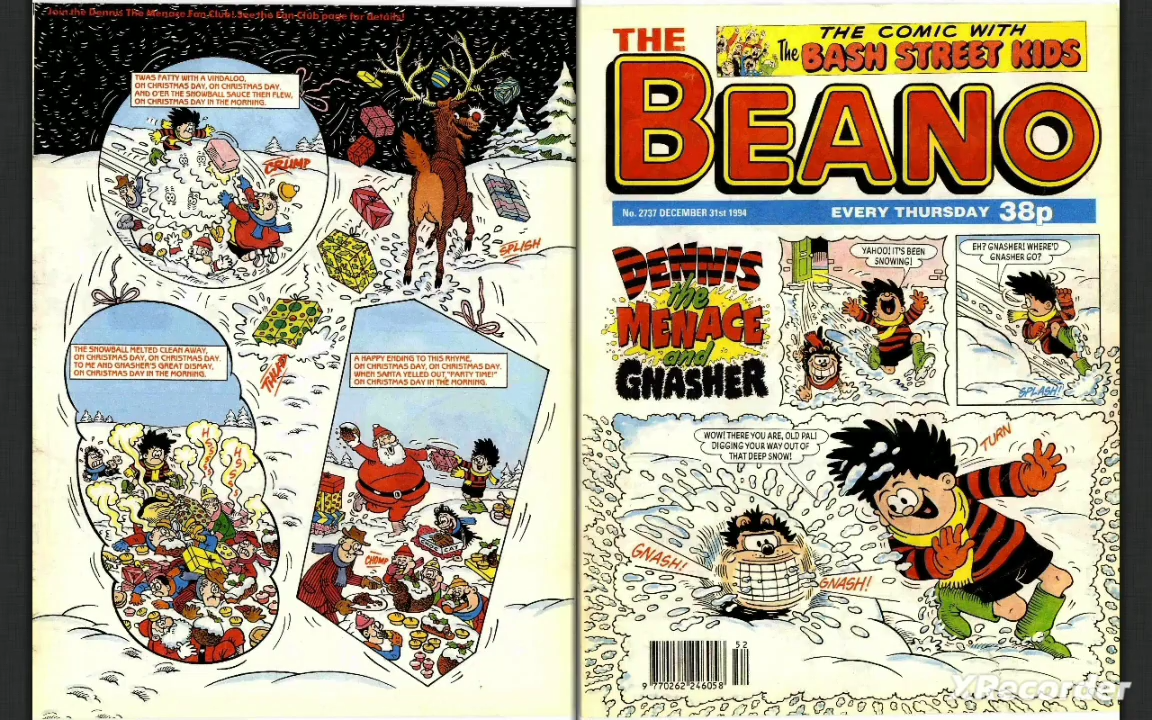 Join the Dennis The Menace Fan Club! See the Fan Club page for details!
TWAS FATTY WITH A VINDALOO,
ON CHRISTMAS DAY, ON CHRISTMAS DAY.
AND O'ER THE SNOWBALL SAUCE THEN FLEW,
ON CHRISTMAS DAY IN THE MORNING.
CRUMP
SPLISH
THUD
THE SNOWBALL MELTED CLEAN AWAY,
ON CHRISTMAS DAY, ON CHRISTMAS DAY.
TO ME AND GNASHER'S GREAT DISMAY,
ON CHRISTMAS DAY IN THE MORNING.
A HAPPY ENDING TO THIS RHYME,
ON CHRISTMAS DAY, ON CHRISTMAS DAY.
WHEN SANTA YELLED OUT "PARTY TIME!"
ON CHRISTMAS DAY IN THE MORNING.
CHOMP
THE COMIC WITH
The BASH STREET KIDS
THE
BEANO
No. 2737 DECEMBER 31st 1994
EVERY THURSDAY 38p
DENNIS
the
MENACE
and
GNASHER
YAHOO! IT'S BEEN
SNOWING!
EH? GNASHER! WHERE'D
GNASHER GO?
SPLASH!
WOW! THERE YOU ARE, OLD PAL!
DIGGING YOUR WAY OUT OF
THAT DEEP SNOW!
TURN
GNASH!
GNASH!
52
9 770262 246058
XRecorder